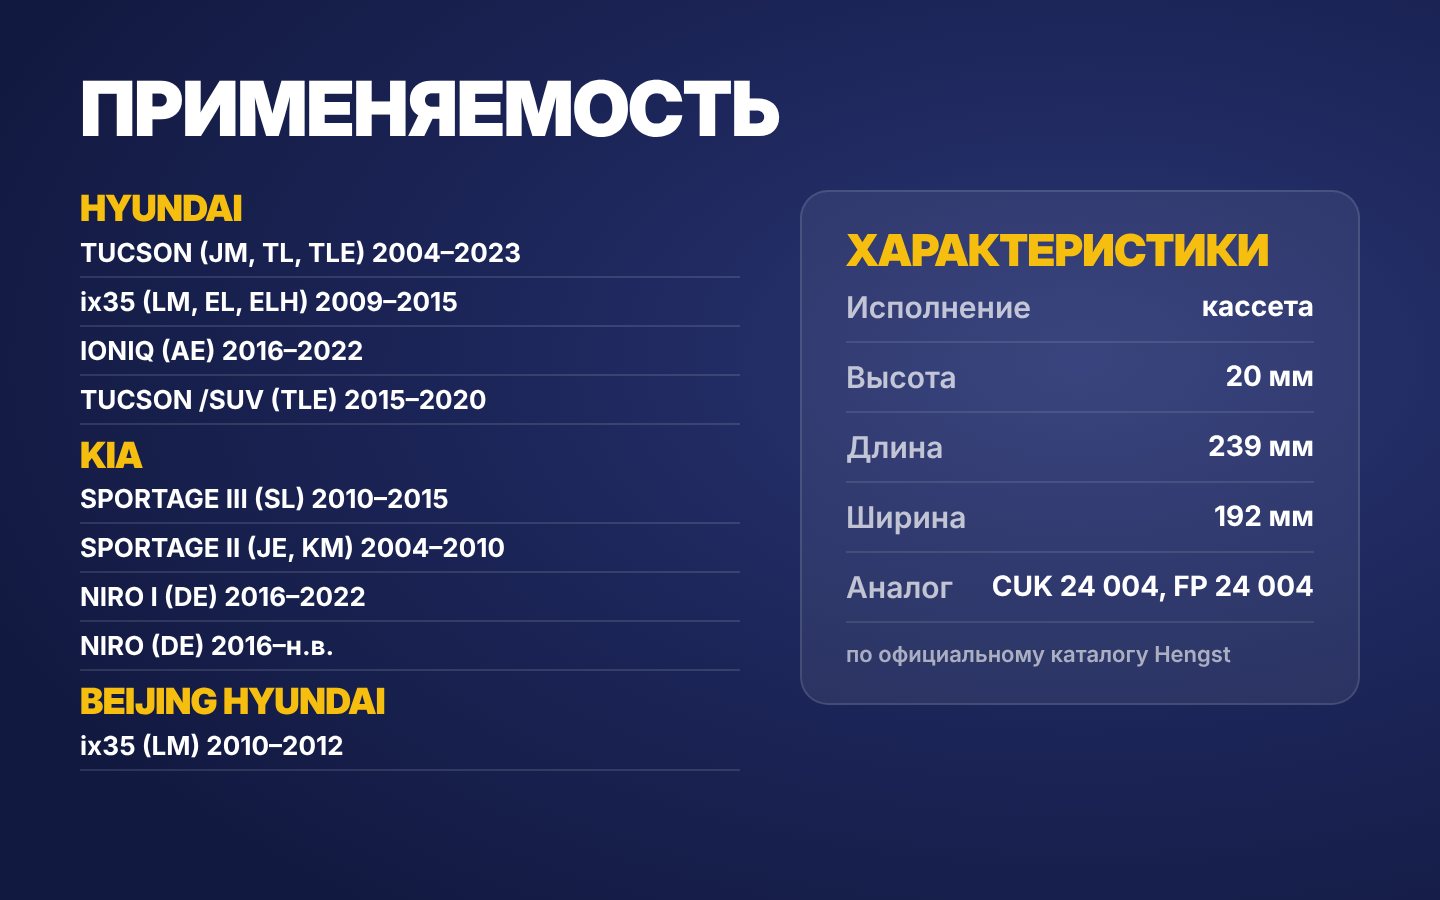 ПРИМЕНЯЕМОСТЬ
HYUNDAI
TUCSON (JM, TL, TLE) 2004–2023
ix35 (LM, EL, ELH) 2009–2015
IONIQ (AE) 2016–2022
TUCSON /SUV (TLE) 2015–2020
KIA
SPORTAGE III (SL) 2010–2015
SPORTAGE II (JE, KM) 2004–2010
NIRO I (DE) 2016–2022
NIRO (DE) 2016–н.в.
BEIJING HYUNDAI
ix35 (LM) 2010–2012
ХАРАКТЕРИСТИКИ
Исполнение кассета
Высота 20 мм
Длина 239 мм
Ширина 192 мм
Аналог CUK 24 004, FP 24 004
по официальному каталогу Hengst